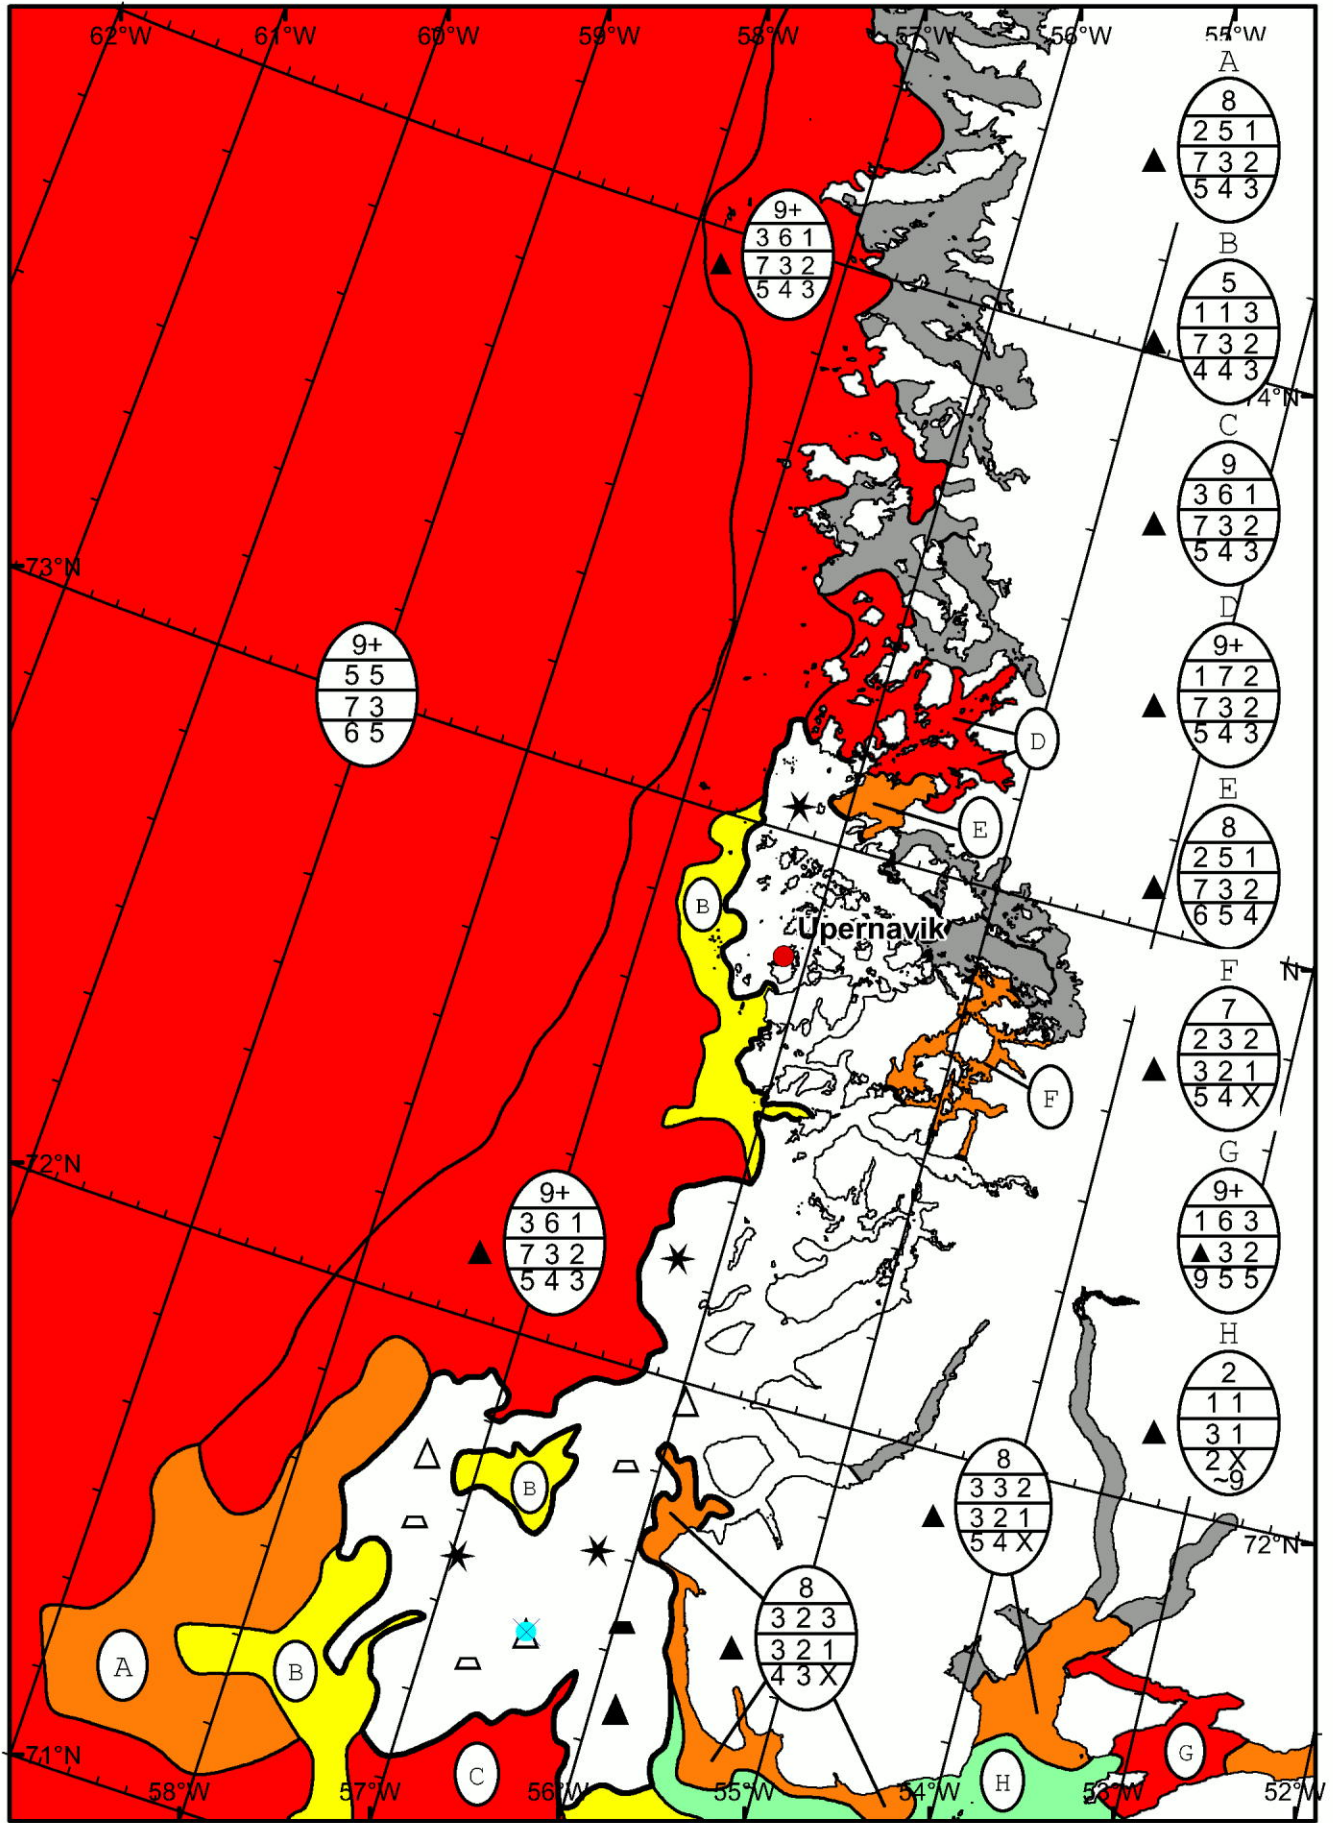 62°W 61°W 60°W 59°W 58°W 57°W 56°W 55°W
A
8
2 5 1
7 3 2
5 4 3
9+
3 6 1
7 3 2
5 4 3
B
5
1 1 3
7 3 2
4 4 3
74°N
C
9
3 6 1
7 3 2
5 4 3
73°N
D
9+
1 7 2
7 3 2
5 4 3
9+
5 5
7 3
6 5
D
E
8
2 5 1
7 3 2
6 5 4
E
B
Upernavik
N
F
7
2 3 2
3 2 1
5 4 X
F
72°N
G
9+
1 6 3
▲ 3 2
9 5 5
9+
3 6 1
7 3 2
5 4 3
H
2
1 1
3 1
2 X
~9
8
3 3 2
3 2 1
5 4 X
B
72°N
8
3 2 3
3 2 1
4 3 X
A
B
G
71°N
C
H
58°W 57°W 56°W 55°W 54°W 53°W 52°W